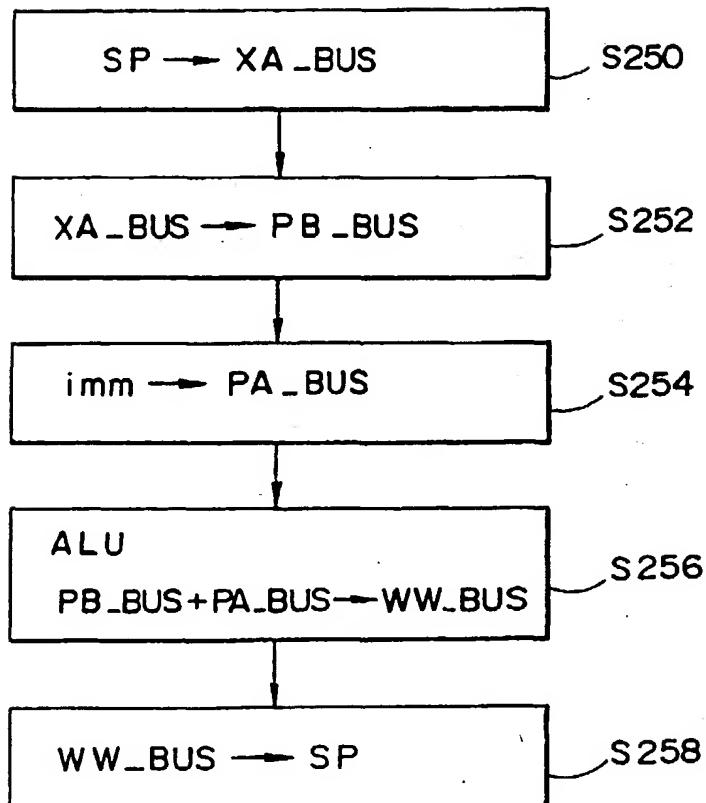 SP → XA_BUS
S250
XA_BUS → PB_BUS
S252
imm → PA_BUS
S254
ALU
PB_BUS+PA_BUS→WW_BUS
S256
WW_BUS → SP
S258